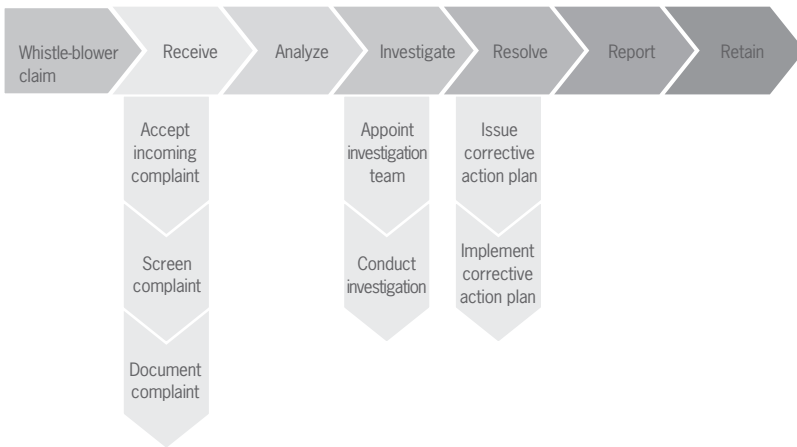 Whistle-blower
claim
Receive
Analyze
Investigate
Resolve
Report
Retain
Accept
incoming
complaint
Screen
complaint
Document
complaint
Appoint
investigation
team
Conduct
investigation
Issue
corrective
action plan
Implement
corrective
action plan